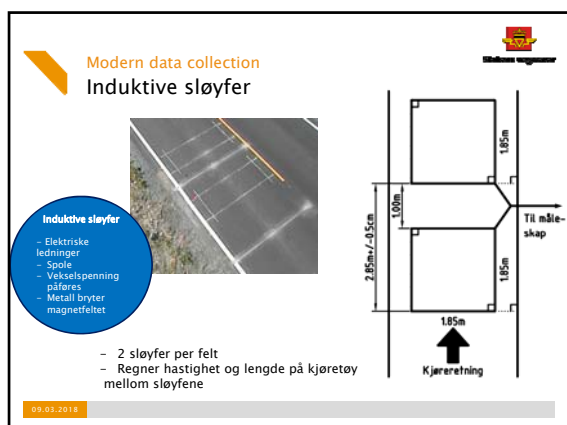 Modern data collection
Induktive sløyfer
Statens vegvesen
Induktive sløyfer
– Elektriske
ledninger
– Spole
– Vekselspenning
påføres
– Metall bryter
magnetfeltet
1.85m
1.00m
2.85m+/-0.5cm
Til måle-
skap
1.85m
1.85m
Kjøreretning
– 2 sløyfer per felt
– Regner hastighet og lengde på kjøretøy
mellom sløyfene
09.03.2018